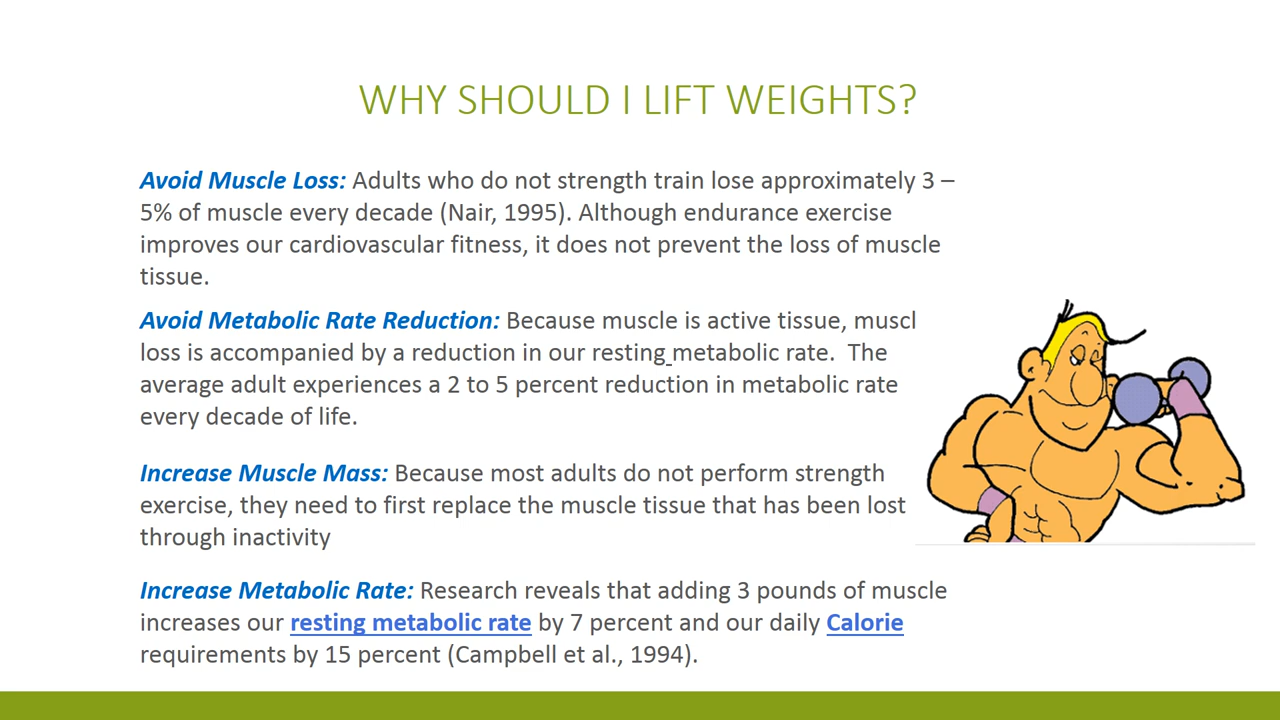 WHY SHOULD I LIFT WEIGHTS?
Avoid Muscle Loss: Adults who do not strength train lose approximately 3 –
5% of muscle every decade (Nair, 1995). Although endurance exercise
improves our cardiovascular fitness, it does not prevent the loss of muscle
tissue.
Avoid Metabolic Rate Reduction: Because muscle is active tissue, muscl
loss is accompanied by a reduction in our resting metabolic rate. The
average adult experiences a 2 to 5 percent reduction in metabolic rate
every decade of life.
Increase Muscle Mass: Because most adults do not perform strength
exercise, they need to first replace the muscle tissue that has been lost
through inactivity
Increase Metabolic Rate: Research reveals that adding 3 pounds of muscle
increases our resting metabolic rate by 7 percent and our daily Calorie
requirements by 15 percent (Campbell et al., 1994).